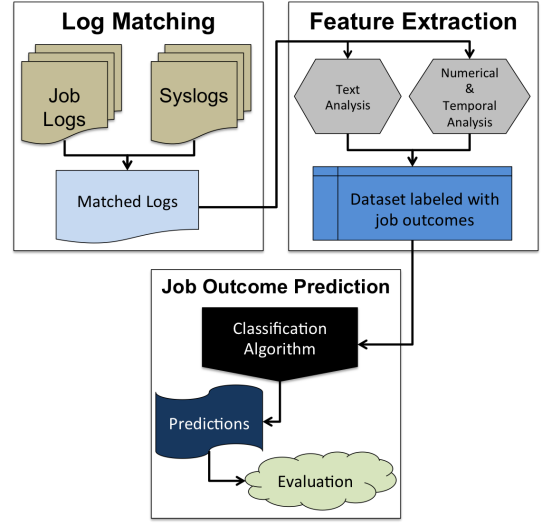 Log Matching
Job
Logs
Syslogs
Matched Logs
Feature Extraction
Text
Analysis
Numerical
&
Temporal
Analysis
Dataset labeled with
job outcomes
Job Outcome Prediction
Classification
Algorithm
Predictions
Evaluation